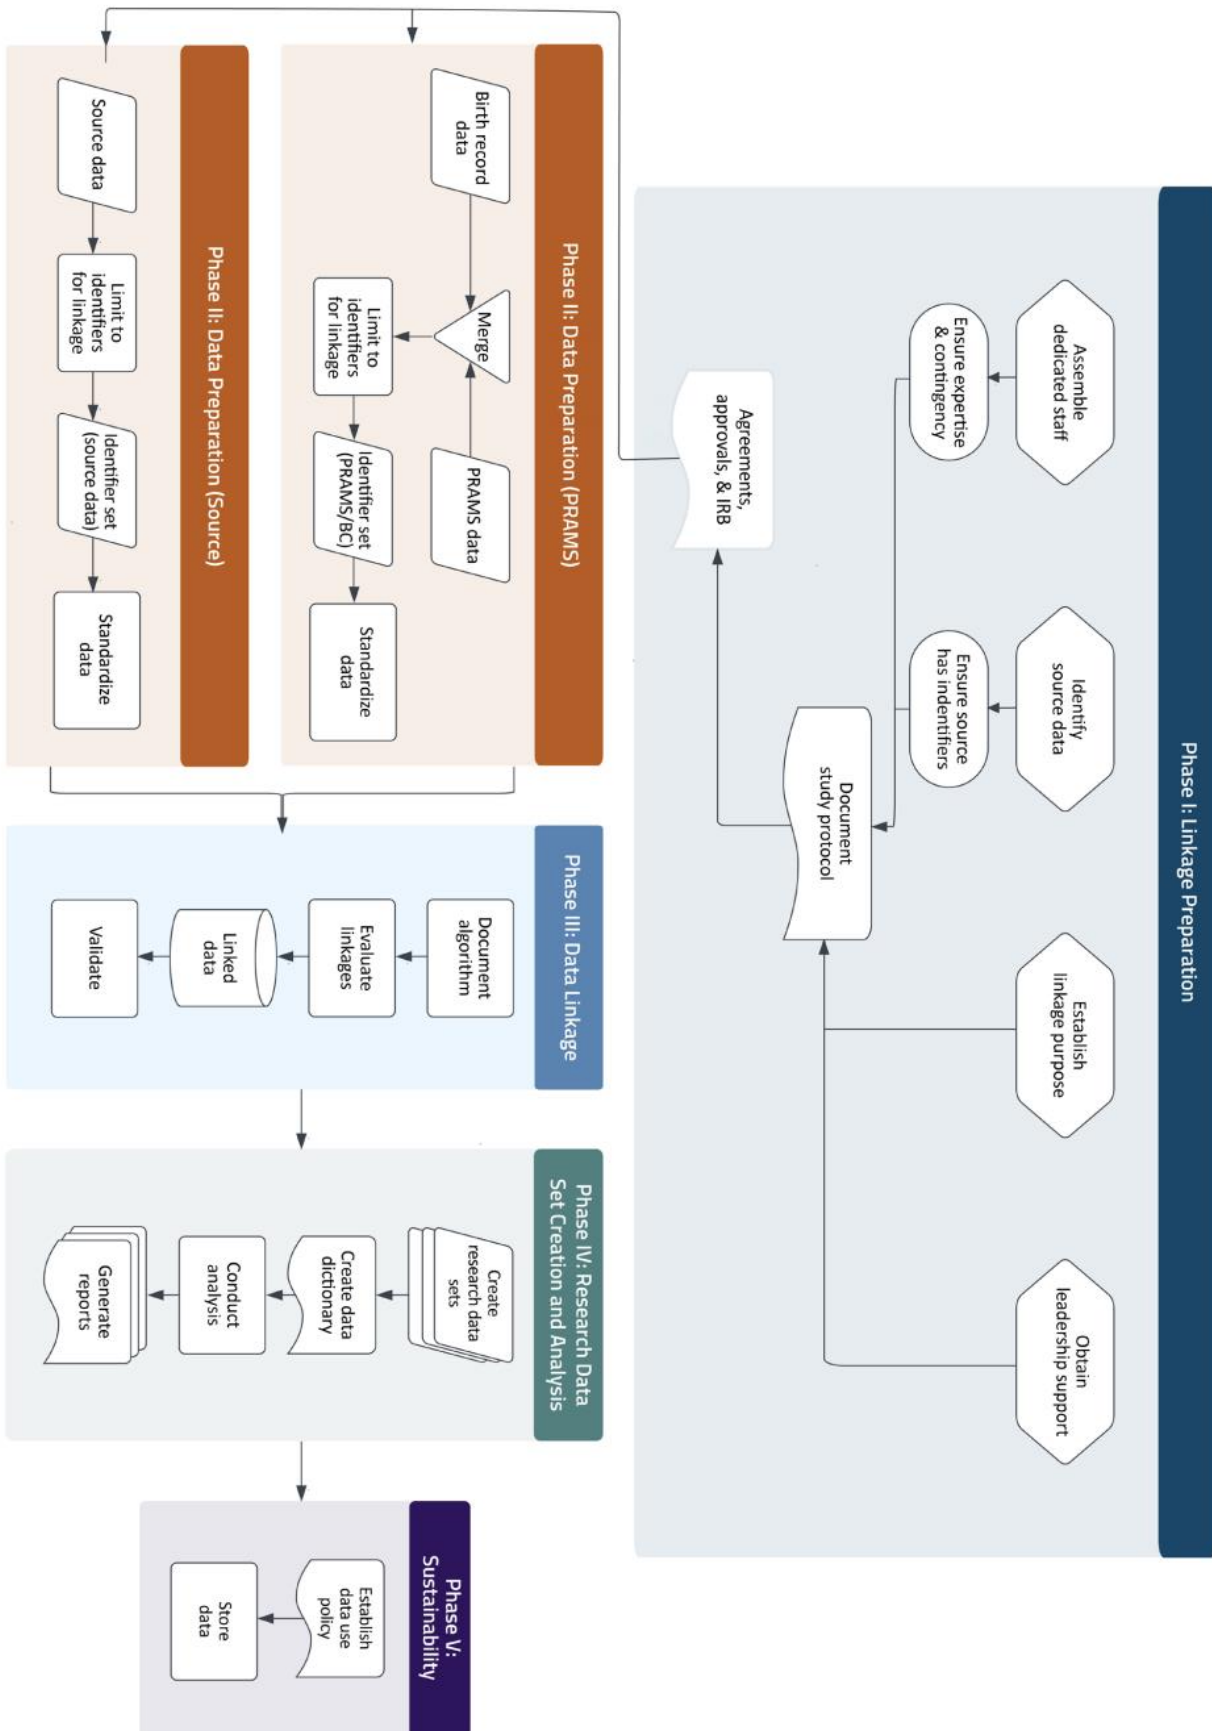 Phase I: Linkage Preparation
Assemble
dedicated staff
Identify
source data
Establish
linkage purpose
Obtain
leadership support
Ensure expertise
& contingency
Ensure source
has indentifiers
Document
study protocol
Agreements,
approvals, & IRB
Phase II: Data Preparation (PRAMS)
Birth record
data
Merge
PRAMS data
Limit to
identifiers
for linkage
Identifier set
(PRAMS/BC)
Standardize
data
Phase II: Data Preparation (Source)
Source data
Limit to
identifiers
for linkage
Identifier set
(source data)
Standardize
data
Phase III: Data Linkage
Document
algorithm
Evaluate
linkages
Linked
data
Validate
Phase IV: Research Data
Set Creation and Analysis
Create
research data
sets
Create data
dictionary
Conduct
analysis
Generate
reports
Phase V:
Sustainability
Establish
data use
policy
Store
data